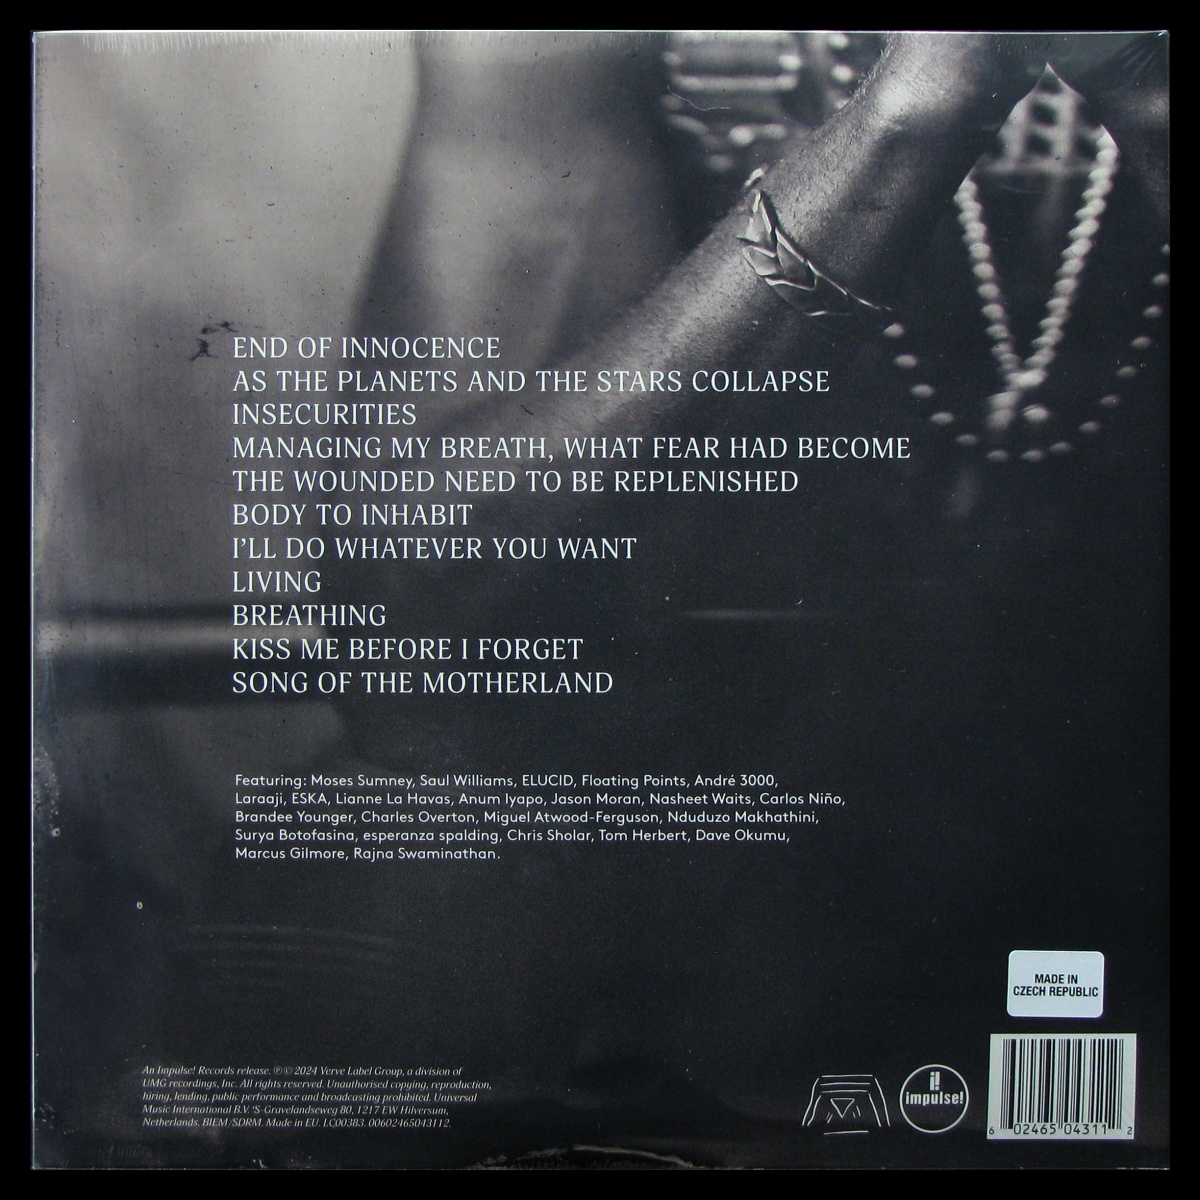 END OF INNOCENCE
AS THE PLANETS AND THE STARS COLLAPSE
INSECURITIES
MANAGING MY BREATH, WHAT FEAR HAD BECOME
THE WOUNDED NEED TO BE REPLENISHED
BODY TO INHABIT
I'LL DO WHATEVER YOU WANT
LIVING
BREATHING
KISS ME BEFORE I FORGET
SONG OF THE MOTHERLAND
Featuring: Moses Sumney, Saul Williams, ELUCID, Floating Points, André 3000,
Laraaji, ESKA, Lianne La Havas, Anum Iyapo, Jason Moran, Nasheet Waits, Carlos Niño,
Brandee Younger, Charles Overton, Miguel Atwood-Ferguson, Nduduzo Makhathini,
Surya Botofasina, esperanza spalding, Chris Sholar, Tom Herbert, Dave Okumu,
Marcus Gilmore, Rajna Swaminathan.
MADE IN
CZECH REPUBLIC
An Impulse! Records release. ℗© 2024 Verve Label Group, a division of
UMG recordings, Inc. All rights reserved. Unauthorised copying, reproduction,
hiring, lending, public performance and broadcasting prohibited. Universal
Music International B.V. 'S-Gravelandseweg 80, 1217 EW Hilversum,
Netherlands, BIEM/SDRM. Made in EU. LC00383. 00602465043112.
i!
impulse!
6 02465 04311 2